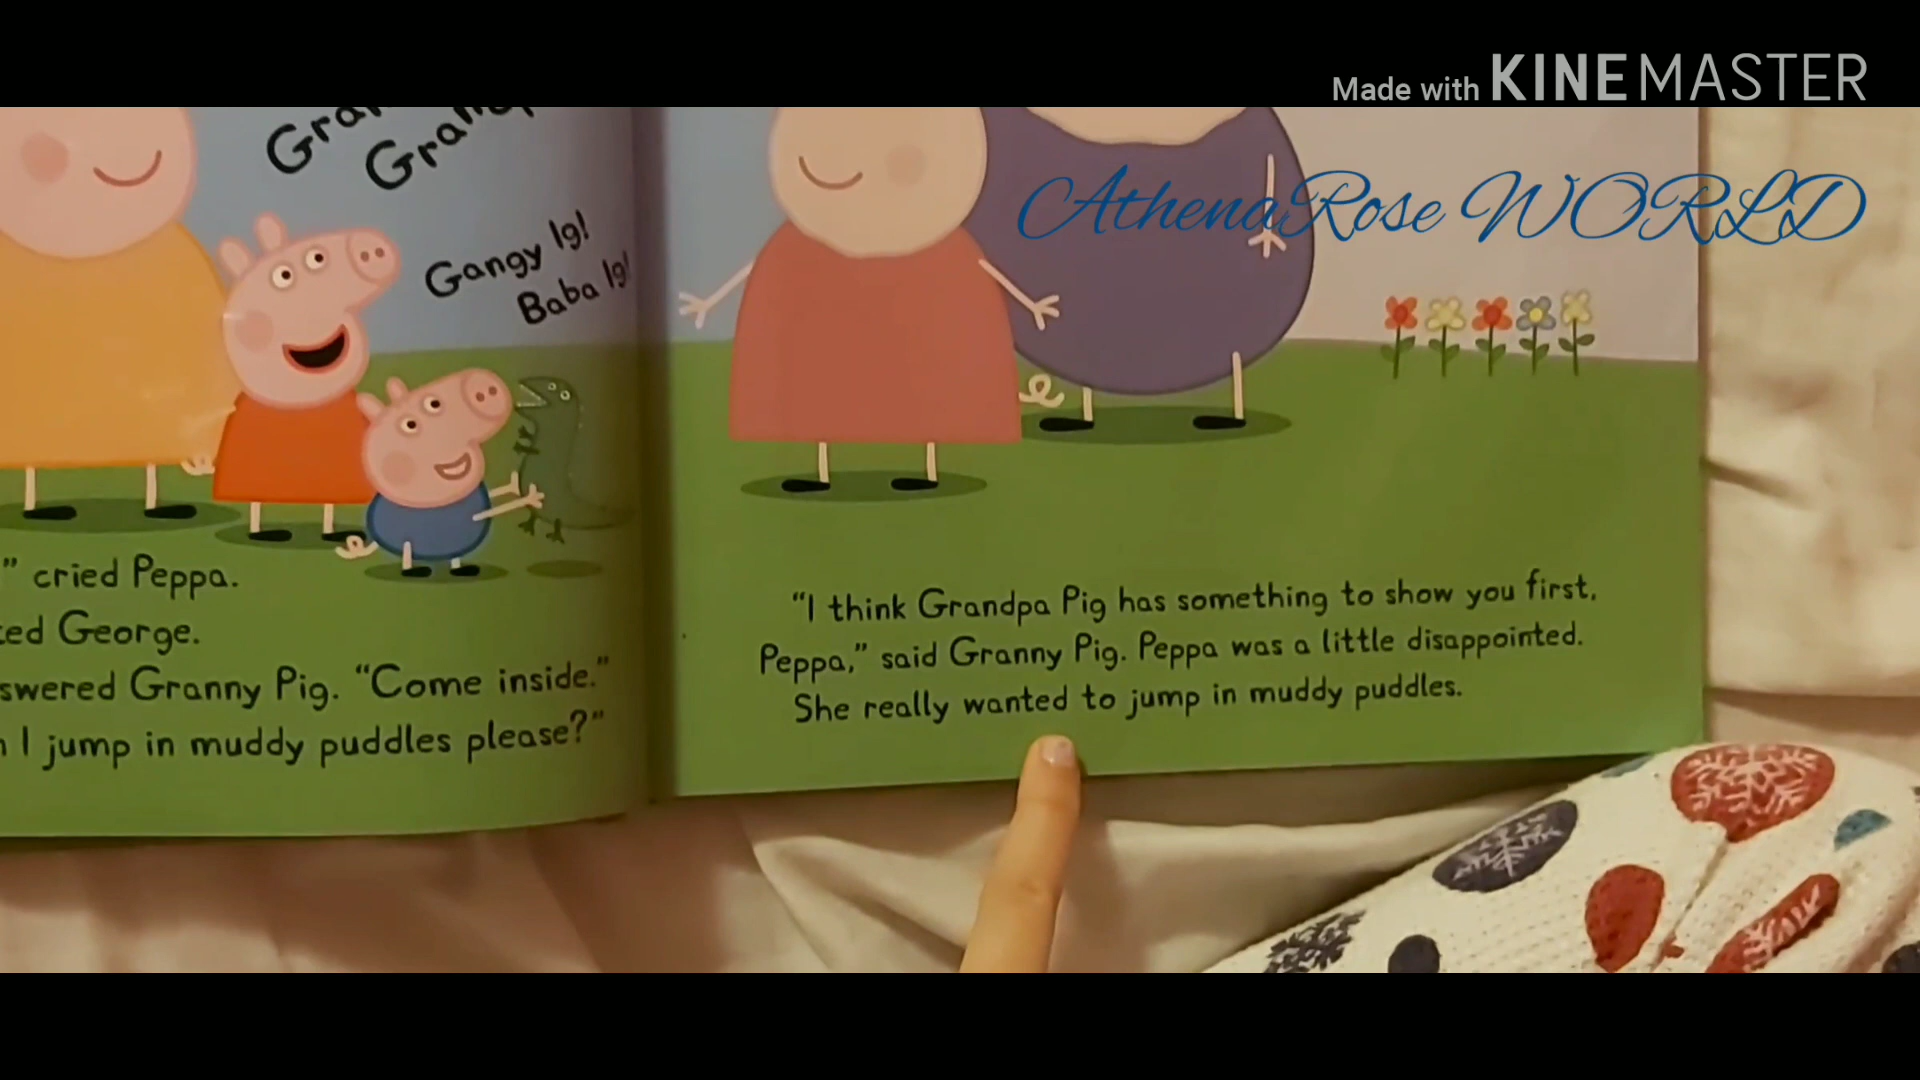 Made with KINEMASTER
AthenaRose WORLD
Gangy Ig!
Baba Ig!
" cried Peppa.
George.
Granny Pig. "Come inside."
I jump in muddy puddles please?"
"I think Grandpa Pig has something to show you first,
Peppa," said Granny Pig. Peppa was a little disappointed.
She really wanted to jump in muddy puddles.